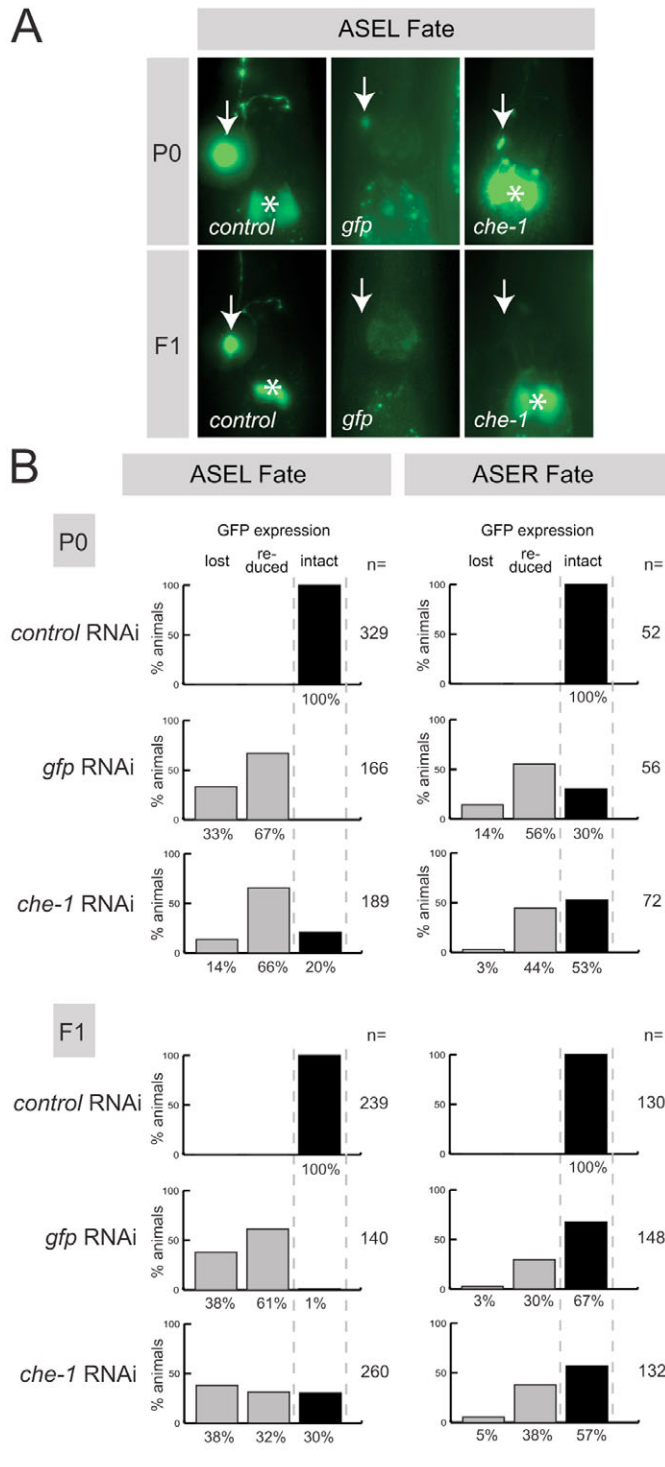 A
ASEL Fate
P0
control
*
gfp
che-1
*
F1
control
*
gfp
che-1
*
B
ASEL Fate
ASER Fate
P0
GFP expression
lost
re-
duced
intact
n=
GFP expression
lost
re-
duced
intact
n=
control RNAi
% animals
100
50
0
100%
329
% animals
100
50
0
100%
52
gfp RNAi
% animals
100
50
0
33% 67%
166
% animals
100
50
0
14% 56% 30%
56
che-1 RNAi
% animals
100
50
0
14% 66% 20%
189
% animals
100
50
0
3% 44% 53%
72
F1
n=
n=
control RNAi
% animals
100
50
0
100%
239
% animals
100
50
0
100%
130
gfp RNAi
% animals
100
50
0
38% 61% 1%
140
% animals
100
50
0
3% 30% 67%
148
che-1 RNAi
% animals
100
50
0
38% 32% 30%
260
% animals
100
50
0
5% 38% 57%
132